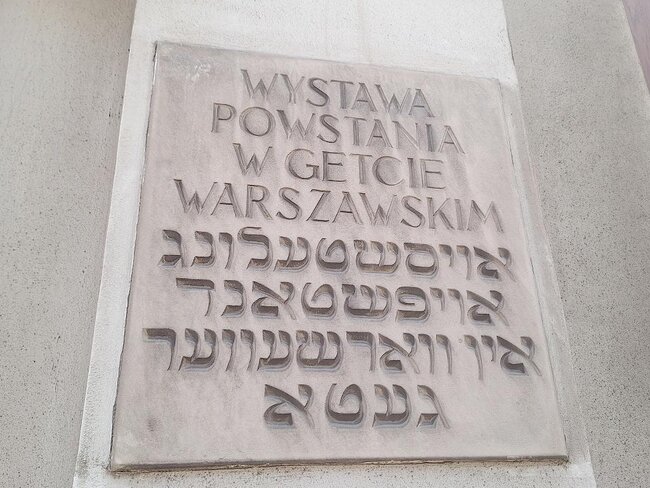 WYSTAWA
POWSTANIA
W GETCIE
WARSZAWSKIM
אויסשטעלונג
אויפשטאנד
אין ווארשעווער
געטא